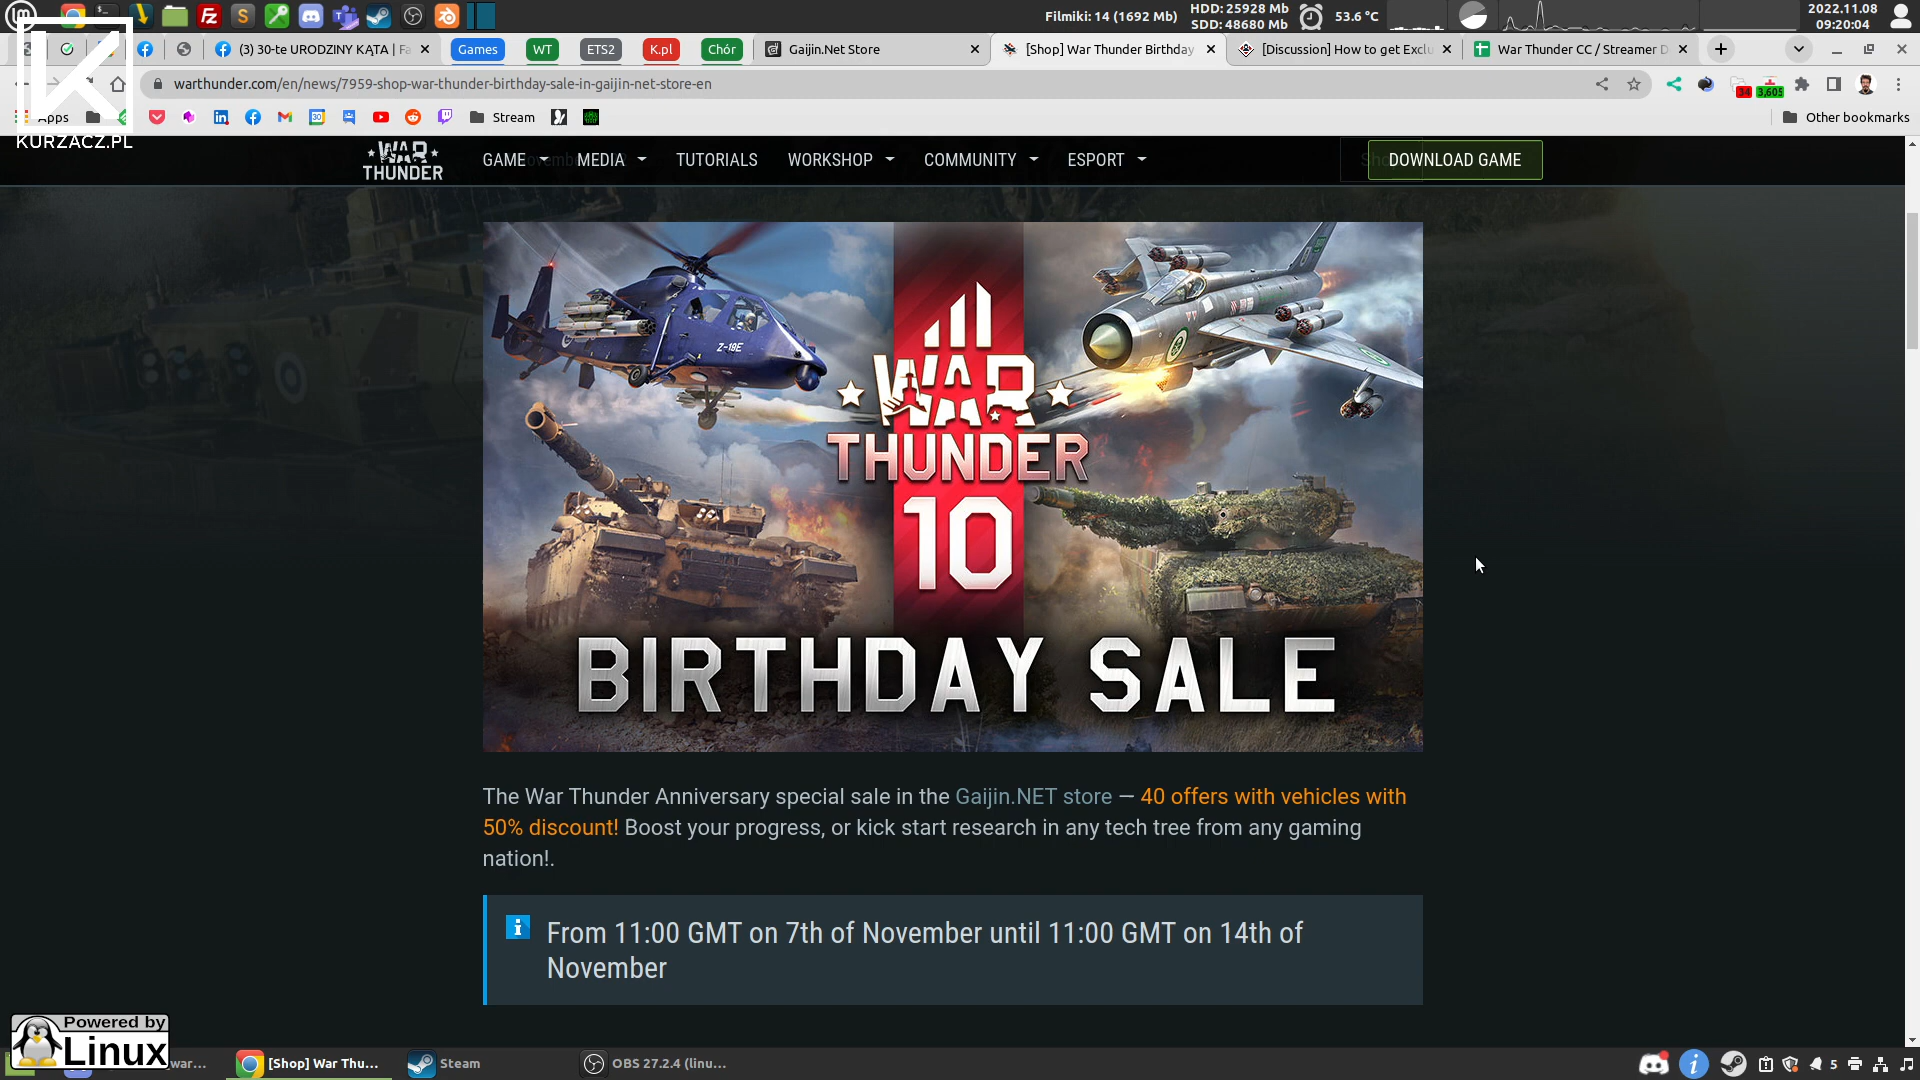 Filmiki: 14 (1692 Mb)
HDD: 25928 Mb
SDD: 48680 Mb
53.6 °C
2022.11.08
09:20:04
(3) 30-te URODZINY KĄTA | Fa
Games
WT
ETS2
K.pl
Chór
Gaijin.Net Store
[Shop] War Thunder Birthday
[Discussion] How to get Exclu
War Thunder CC / Streamer D
warthunder.com/en/news/7959-shop-war-thunder-birthday-sale-in-gaijin-net-store-en
34
3,605
Apps
Stream
Other bookmarks
KURZACZ.PL
WAR
THUNDER
GAME
MEDIA
TUTORIALS
WORKSHOP
COMMUNITY
ESPORT
DOWNLOAD GAME
Z-19E
WAR
THUNDER
10
BIRTHDAY SALE
The War Thunder Anniversary special sale in the Gaijin.NET store — 40 offers with vehicles with
50% discount! Boost your progress, or kick start research in any tech tree from any gaming
nation!.
From 11:00 GMT on 7th of November until 11:00 GMT on 14th of
November
Powered by
Linux
[Shop] War Thu...
Steam
OBS 27.2.4 (linu...
5